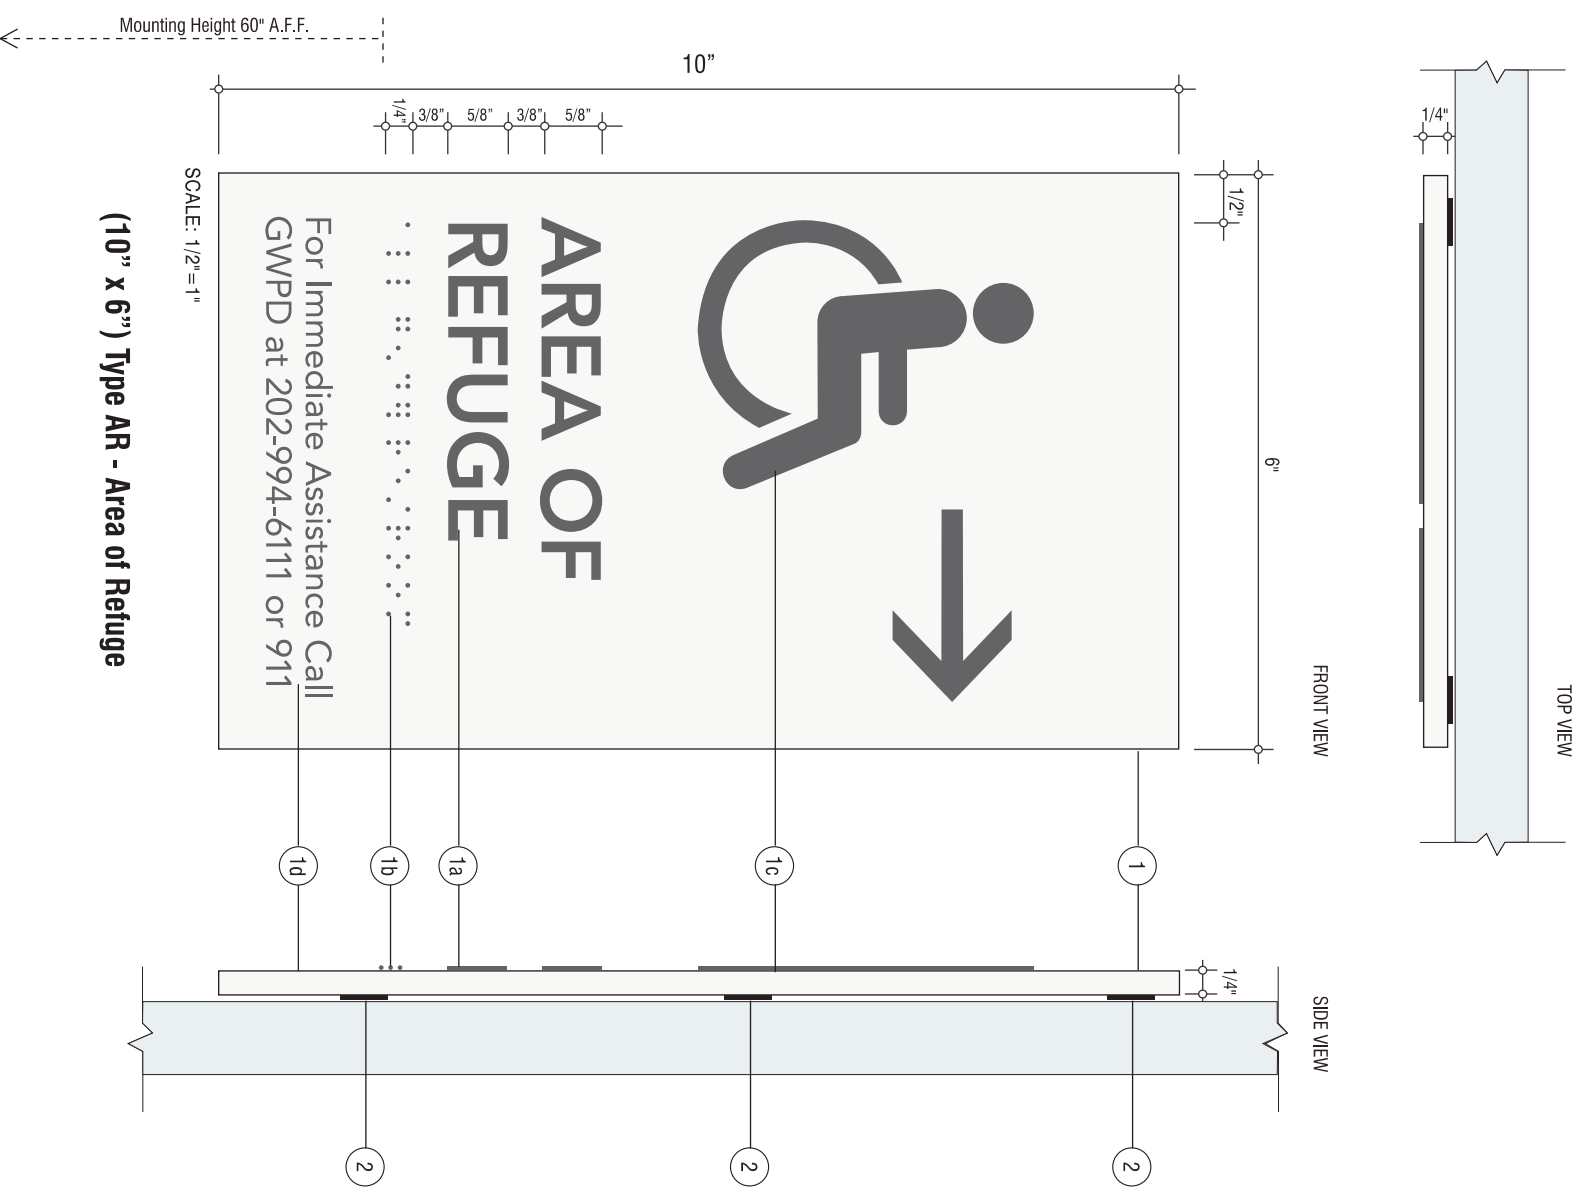 TOP VIEW
1/4"
FRONT VIEW
SIDE VIEW
6"
1/2"
1/4"
10”
Mounting Height 60" A.F.F.
5/8”
3/8”
5/8”
3/8”
1/4”
AREA OF
REFUGE
For Immediate Assistance Call
GWPD at 202-994-6111 or 911
1
1c
1a
1b
1d
2
2
2
SCALE: 1/2"=1"
(10” x 6”) Type AR - Area of Refuge